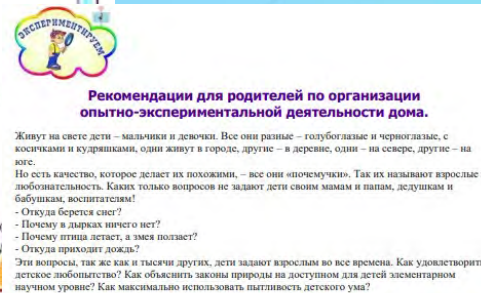 ЭКСПЕРИМЕНТИРУЕМ
Рекомендации для родителей по организации
опытно-экспериментальной деятельности дома.
Живут на свете дети – мальчики и девочки. Все они разные – голубоглазые и черноглазые, с
косичками и кудряшками, одни живут в городе, другие – в деревне, одни – на севере, другие – на
юге.
Но есть качество, которое делает их похожими, – все они «почемучки». Так их называют взрослые
любознательность. Каких только вопросов не задают дети своим мамам и папам, дедушкам и
бабушкам, воспитателям!
- Откуда берется снег?
- Почему в дырках ничего нет?
- Почему птица летает, а змея ползает?
- Откуда приходит дождь?
Эти вопросы, так же как и тысячи других, дети задают взрослым во все времена. Как удовлетворить
детское любопытство? Как объяснить законы природы на доступном для детей элементарном
научном уровне? Как максимально использовать пытливость детского ума?